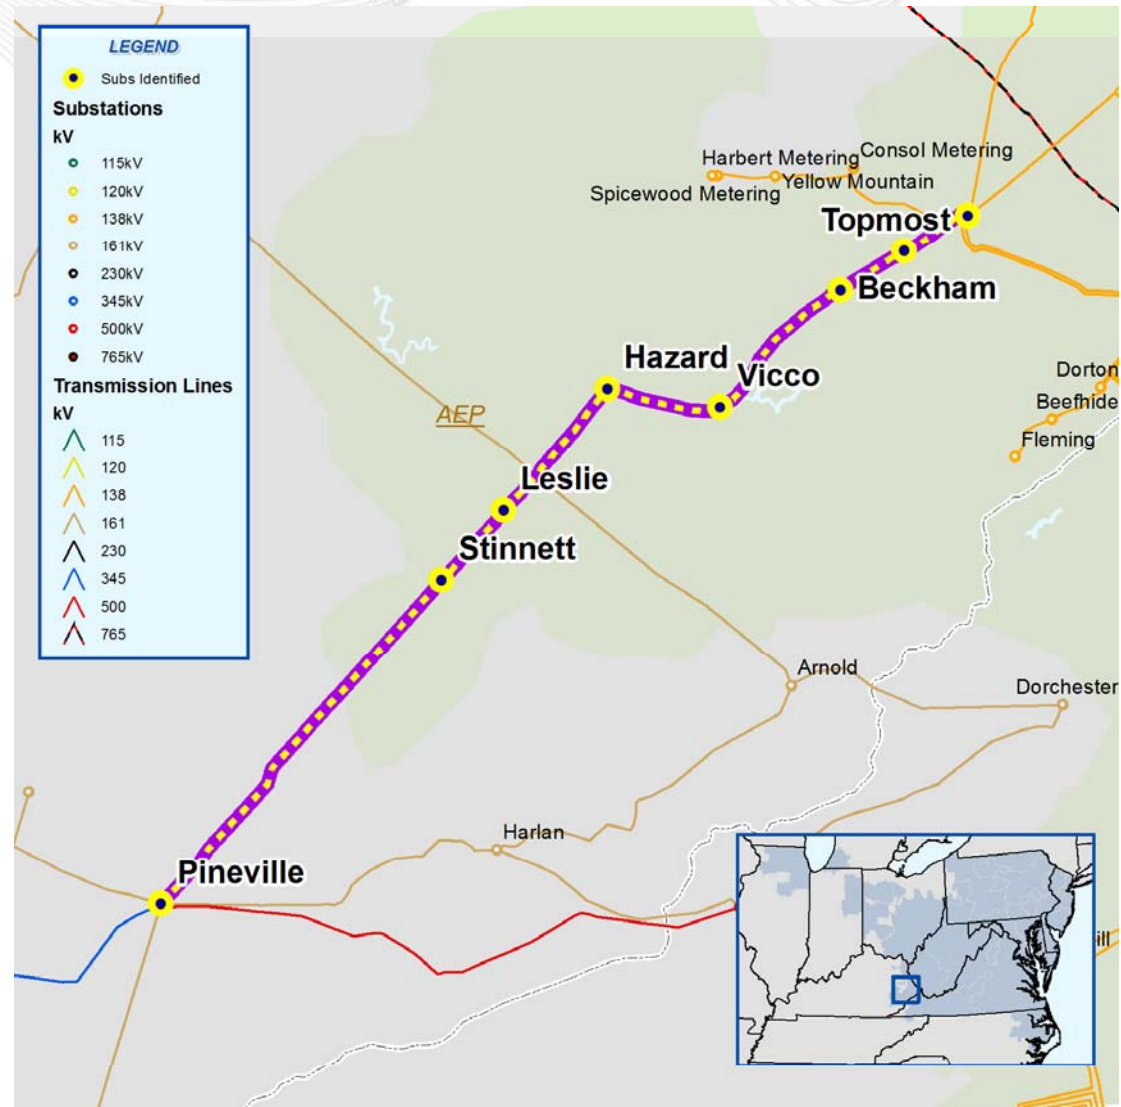 LEGEND
Subs Identified
Substations
kV
115kV
120kV
138kV
161kV
230kV
345kV
500kV
765kV
Transmission Lines
kV
115
120
138
161
230
345
500
765
Harbert Metering
Consol Metering
Spicewood Metering
Yellow Mountain
Topmost
Beckham
Hazard
Vicco
Dorton
Beefhide
Fleming
AEP
Leslie
Stinnett
Arnold
Dorchester
Harlan
Pineville
ill